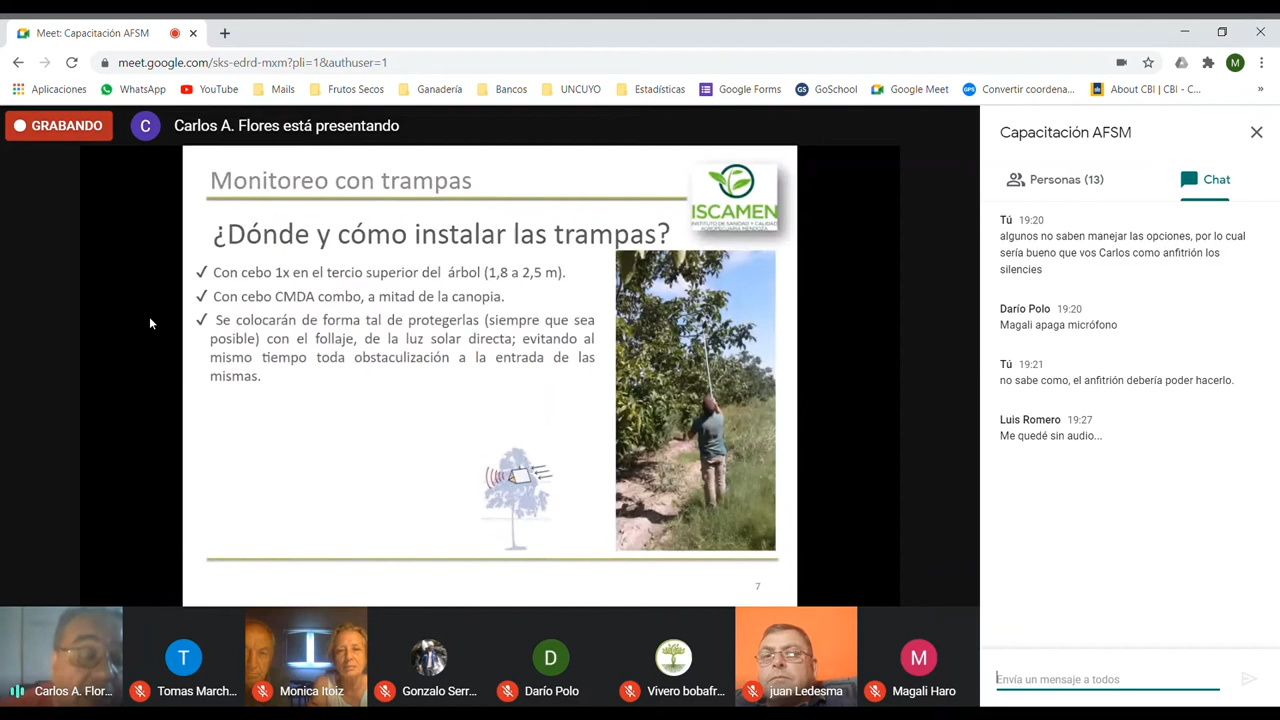 Meet: Capacitación AFSM
meet.google.com/sks-edrd-mxm?pli=1&authuser=1
M
Aplicaciones
WhatsApp
YouTube
Mails
Frutos Secos
Ganadería
Bancos
UNCUYO
Estadísticas
Google Forms
GS GoSchool
Google Meet
GPS Convertir coordena...
About CBI | CBI - C...
»
GRABANDO
C
Carlos A. Flores está presentando
Monitoreo con trampas
ISCAMEN
INSTITUTO DE SANIDAD Y CALIDAD
AGROPECUARIA MENDOZA
¿Dónde y cómo instalar las trampas?
✓ Con cebo 1x en el tercio superior del árbol (1,8 a 2,5 m).
✓ Con cebo CMDA combo, a mitad de la canopia.
✓ Se colocarán de forma tal de protegerlas (siempre que sea
posible) con el follaje, de la luz solar directa; evitando al
mismo tiempo toda obstaculización a la entrada de las
mismas.
7
Carlos A. Flor...
T
Tomas March...
Monica Itoiz
Gonzalo Serr...
D
Darío Polo
Vivero bobafr...
juan Ledesma
M
Magali Haro
Capacitación AFSM
Personas (13)
Chat
Tú 19:20
algunos no saben manejar las opciones, por lo cual
sería bueno que vos Carlos como anfitrión los
silencies
Darío Polo 19:20
Magali apaga micrófono
Tú 19:21
no sabe como, el anfitrión debería poder hacerlo.
Luis Romero 19:27
Me quedé sin audio...
Envía un mensaje a todos